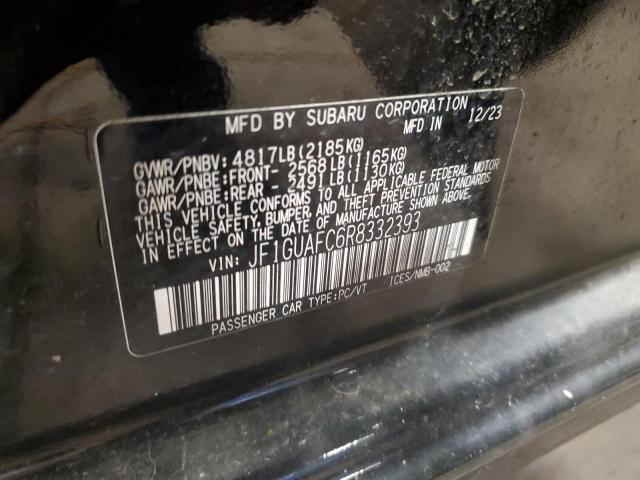 MFD BY SUBARU CORPORATION
MFD IN 12/23
GVWR/PNBV: 4817LB(2185KG)
GAWR/PNBE:FRONT- 2568LB(1165KG)
GAWR/PNBE:REAR - 2491LB(1130KG)
THIS VEHICLE CONFORMS TO ALL APPLICABLE FEDERAL MOTOR
VEHICLE SAFETY, BUMPER, AND THEFT PREVENTION STANDARDS
IN EFFECT ON THE DATE OF MANUFACTURE SHOWN ABOVE.
VIN: JF1GUAFC6R8332393
PASSENGER CAR TYPE:PC/VT ICES/NMB-002